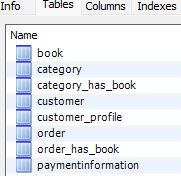 Info Tables Columns Indexes
Name
book
category
category_has_book
customer
customer_profile
order
order_has_book
paymentinformation